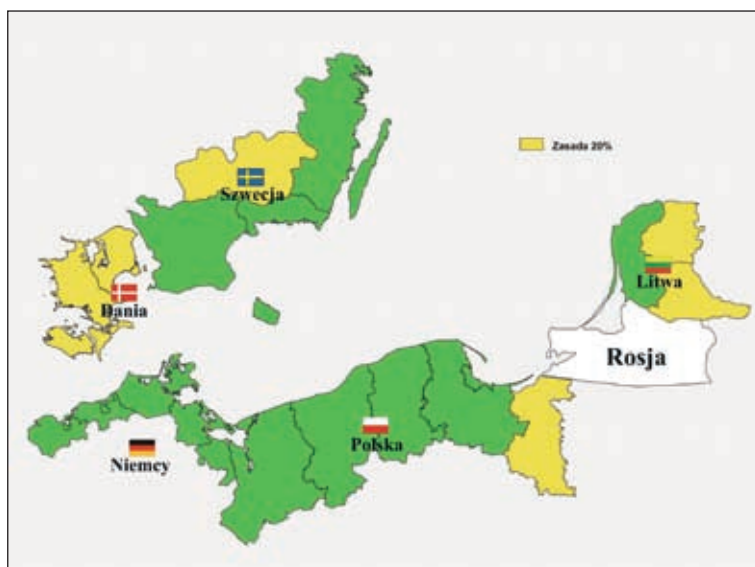 Zasada 20%
Szwecja
Litwa
Dania
Rosja
Polska
Niemcy